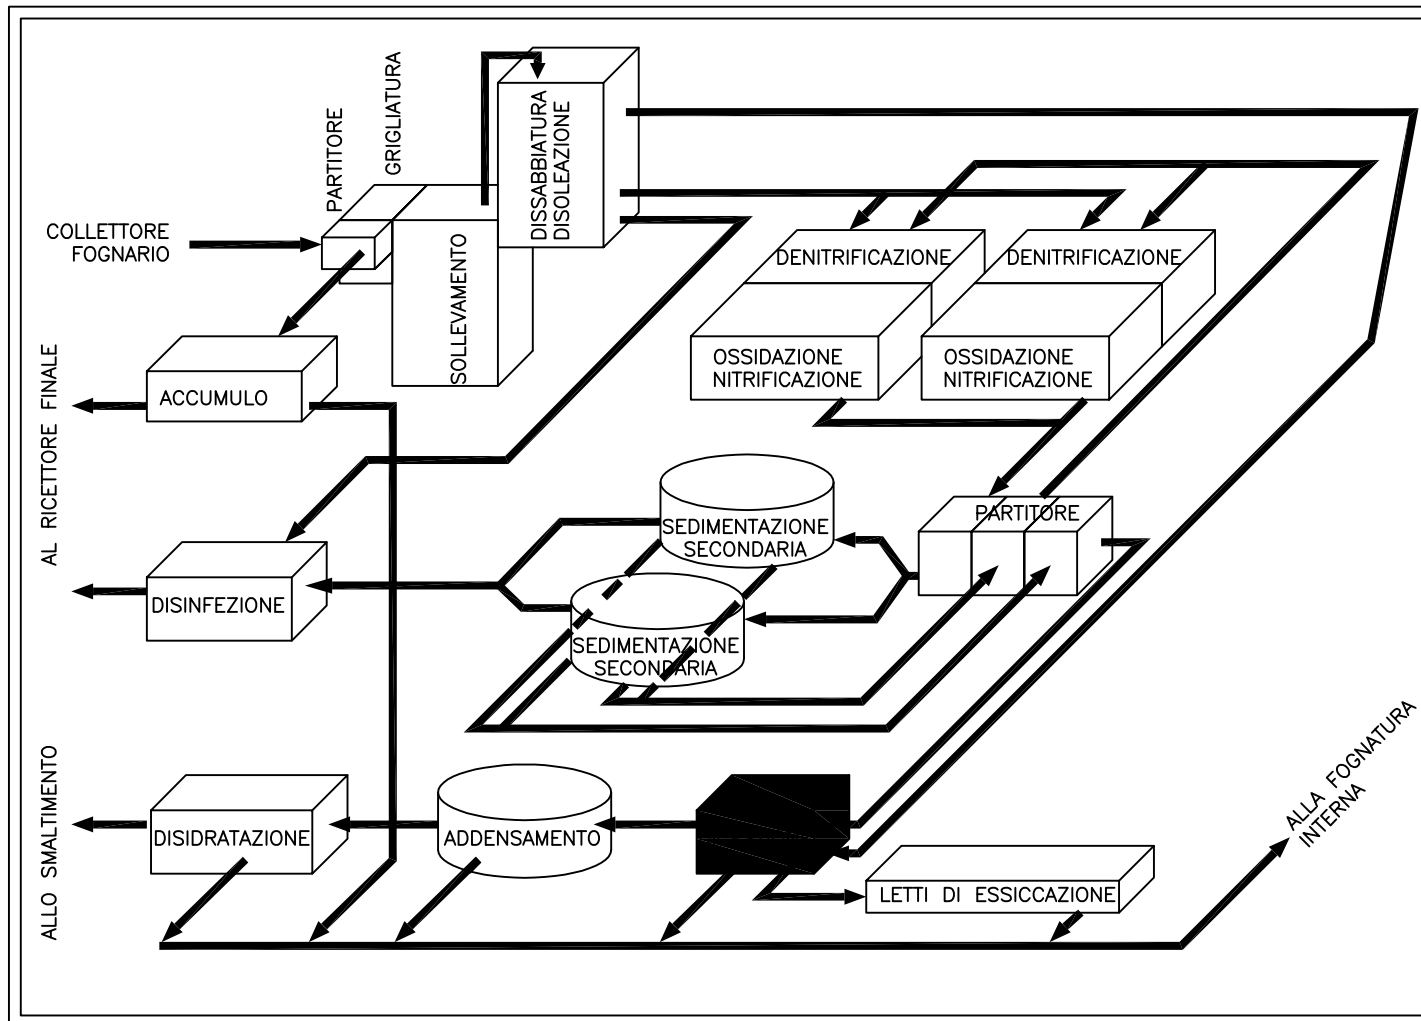 PARTITORE
GRIGLIATURA
DISSABBIATURA
DISOLEAZIONE
COLLETTORE
FOGNARIO
SOLLEVAMENTO
DENITRIFICAZIONE
DENITRIFICAZIONE
OSSIDAZIONE
NITRIFICAZIONE
OSSIDAZIONE
NITRIFICAZIONE
ACCUMULO
AL RICETTORE FINALE
SEDIMENTAZIONE
SECONDARIA
PARTITORE
DISINFEZIONE
SEDIMENTAZIONE
SECONDARIA
ALLO SMALTIMENTO
DISIDRATAZIONE
ADDENSAMENTO
LETTI DI ESSICCAZIONE
ALLA FOGNATURA
INTERNA